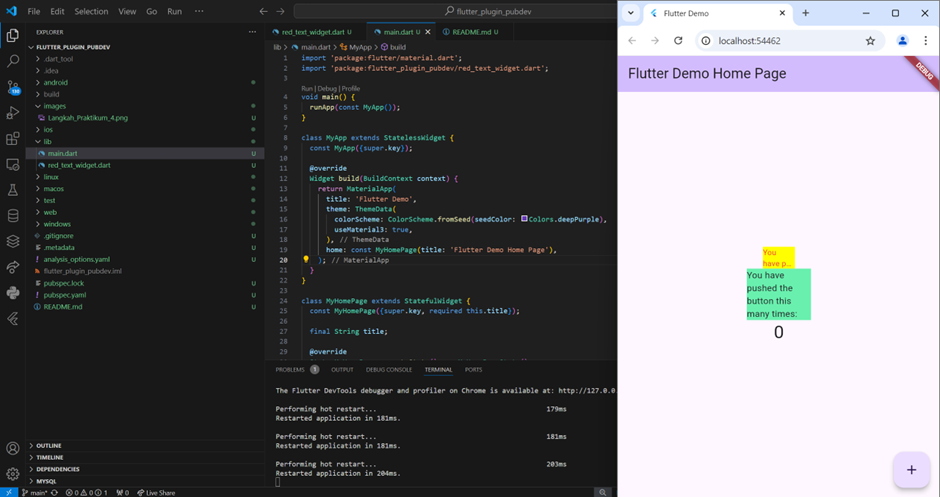 File Edit Selection View Go Run ···
EXPLORER
FLUTTER_PLUGIN_PUBDEV
.dart_tool
.idea
android
build
images
Langkah_Praktikum_4.png U
ios
lib
main.dart U
red_text_widget.dart U
linux
macos
test
web
windows
.gitignore U
.metadata U
analysis_options.yaml U
flutter_plugin_pubdev.iml
pubspec.lock U
pubspec.yaml U
README.md U
OUTLINE
TIMELINE
DEPENDENCIES
MYSQL
red_text_widget.dart U main.dart U README.md U
lib > main.dart > MyApp > build
1 import 'package:flutter/material.dart';
2 import 'package:flutter_plugin_pubdev/red_text_widget.dart';
3
Run | Debug | Profile
4 void main() {
5 runApp(const MyApp());
6 }
7
8 class MyApp extends StatelessWidget {
9 const MyApp({super.key});
10
11 @override
12 Widget build(BuildContext context) {
13 return MaterialApp(
14 title: 'Flutter Demo',
15 theme: ThemeData(
16 colorScheme: ColorScheme.fromSeed(seedColor: Colors.deepPurple),
17 useMaterial3: true,
18 ), // ThemeData
19 home: const MyHomePage(title: 'Flutter Demo Home Page'),
20 ); // MaterialApp
21 }
22 }
23
24 class MyHomePage extends StatefulWidget {
25 const MyHomePage({super.key, required this.title});
26
27 final String title;
28
29 @override
PROBLEMS 1 OUTPUT DEBUG CONSOLE TERMINAL PORTS
The Flutter DevTools debugger and profiler on Chrome is available at: http://127.0.0
Performing hot restart... 179ms
Restarted application in 181ms.
Performing hot restart... 181ms
Restarted application in 181ms.
Performing hot restart... 203ms
Restarted application in 204ms.
main* 0 0 1 0 Live Share
Flutter Demo
localhost:54462
Flutter Demo Home Page
DEBUG
You
have p...
You have
pushed the
button this
many times:
0
+